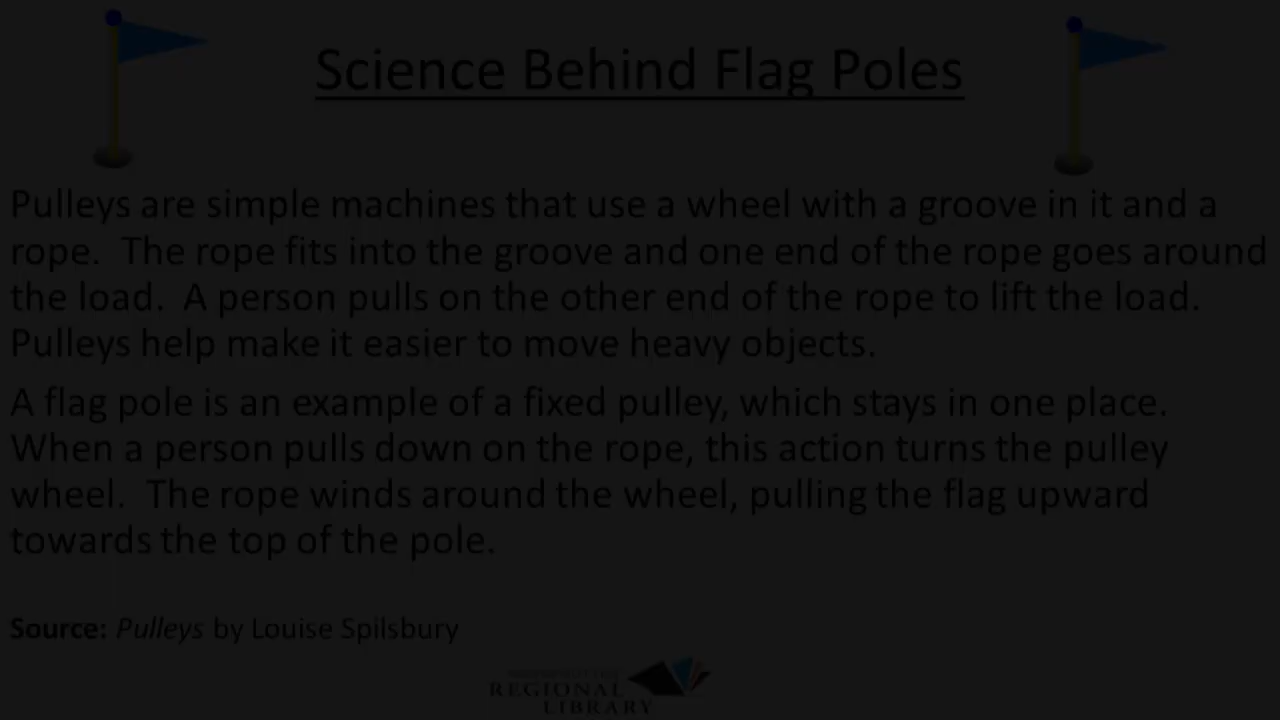 Science Behind Flag Poles
Pulleys are simple machines that use a wheel with a groove in it and a
rope.  The rope fits into the groove and one end of the rope goes around
the load.  A person pulls on the other end of the rope to lift the load.
Pulleys help make it easier to move heavy objects.
A flag pole is an example of a fixed pulley, which stays in one place.
When a person pulls down on the rope, this action turns the pulley
wheel.  The rope winds around the wheel, pulling the flag upward
towards the top of the pole.
Source: Pulleys by Louise Spilsbury
REGIONAL
LIBRARY